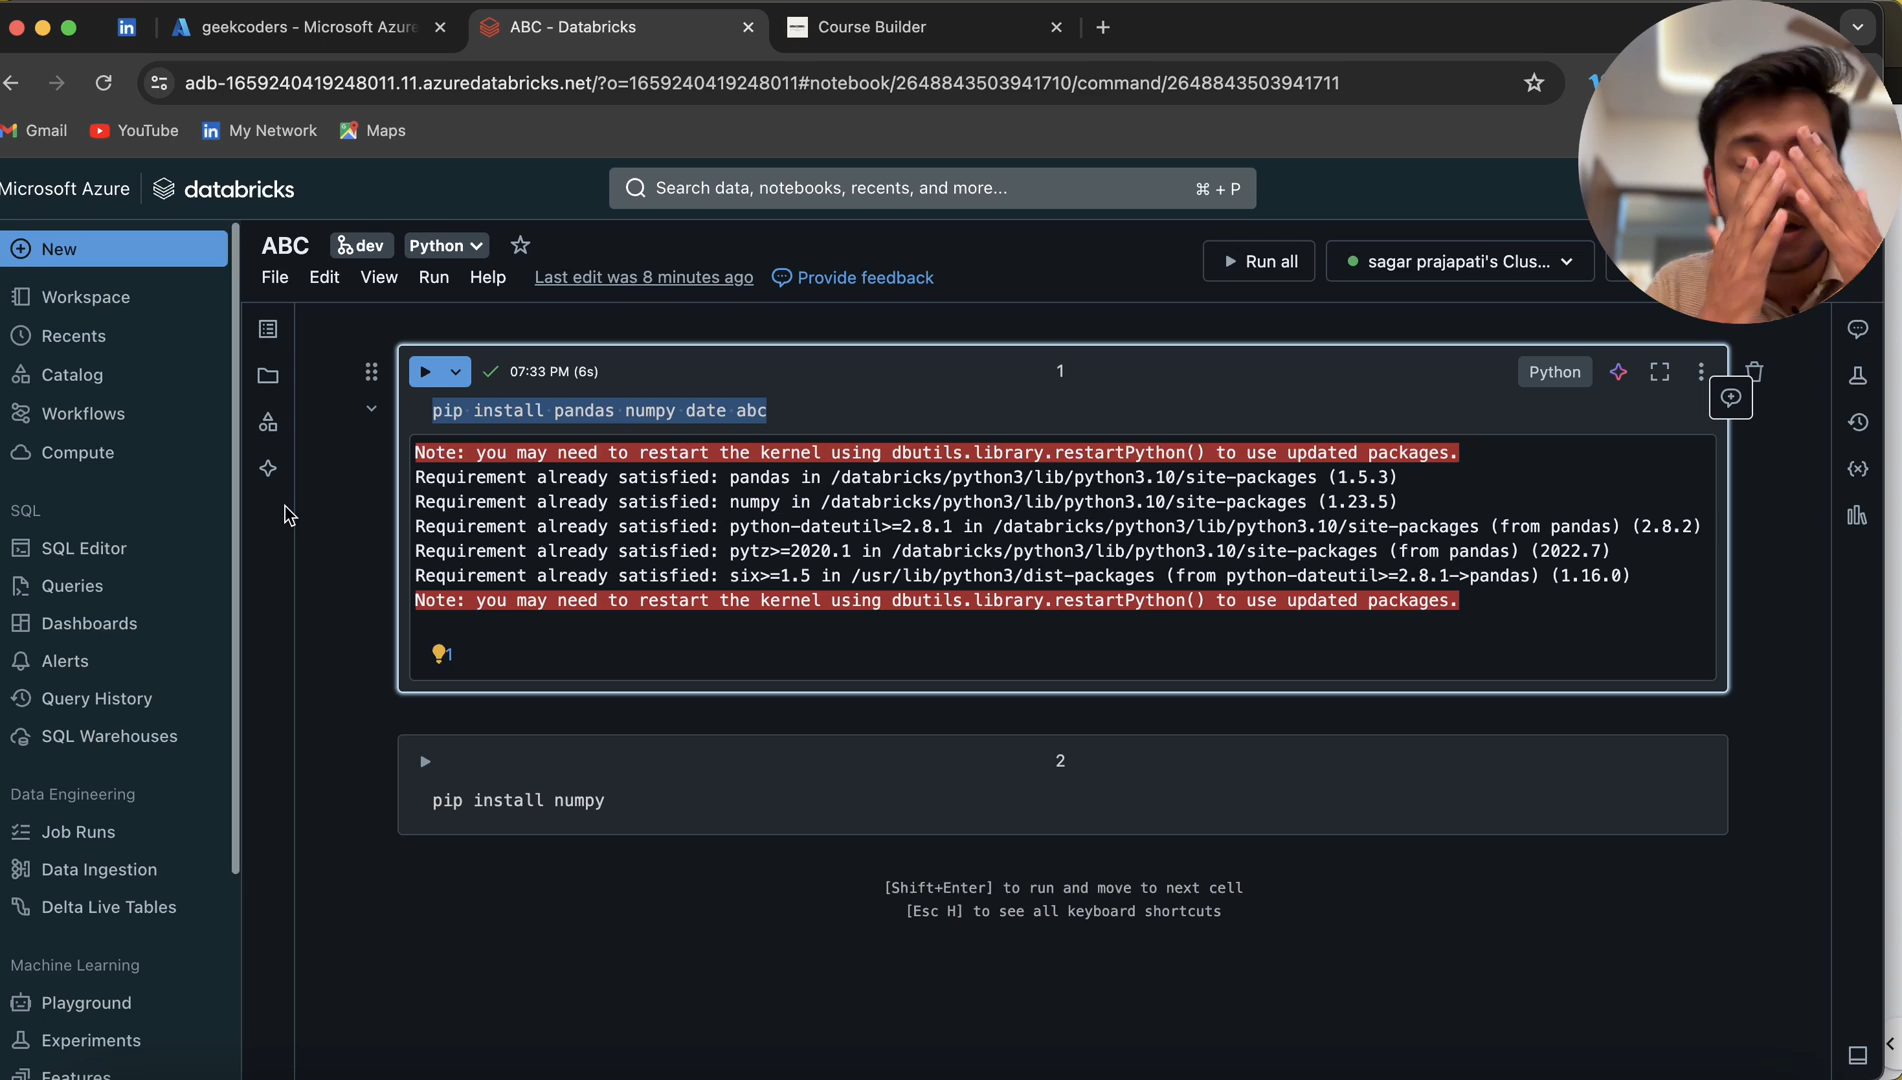 geekcoders - Microsoft Azure
ABC - Databricks
Course Builder
adb-1659240419248011.11.azuredatabricks.net/?o=1659240419248011#notebook/2648843503941710/command/2648843503941711
Gmail
YouTube
My Network
Maps
Microsoft Azure
databricks
Search data, notebooks, recents, and more...
⌘ + P
New
Workspace
Recents
Catalog
Workflows
Compute
SQL
SQL Editor
Queries
Dashboards
Alerts
Query History
SQL Warehouses
Data Engineering
Job Runs
Data Ingestion
Delta Live Tables
Machine Learning
Playground
Experiments
Features
ABC
dev
Python
File
Edit
View
Run
Help
Last edit was 8 minutes ago
Provide feedback
Run all
sagar prajapati's Clus...
07:33 PM (6s)
1
Python
pip install pandas numpy date abc
Note: you may need to restart the kernel using dbutils.library.restartPython() to use updated packages.
Requirement already satisfied: pandas in /databricks/python3/lib/python3.10/site-packages (1.5.3)
Requirement already satisfied: numpy in /databricks/python3/lib/python3.10/site-packages (1.23.5)
Requirement already satisfied: python-dateutil>=2.8.1 in /databricks/python3/lib/python3.10/site-packages (from pandas) (2.8.2)
Requirement already satisfied: pytz>=2020.1 in /databricks/python3/lib/python3.10/site-packages (from pandas) (2022.7)
Requirement already satisfied: six>=1.5 in /usr/lib/python3/dist-packages (from python-dateutil>=2.8.1->pandas) (1.16.0)
Note: you may need to restart the kernel using dbutils.library.restartPython() to use updated packages.
1
2
pip install numpy
[Shift+Enter] to run and move to next cell
[Esc H] to see all keyboard shortcuts